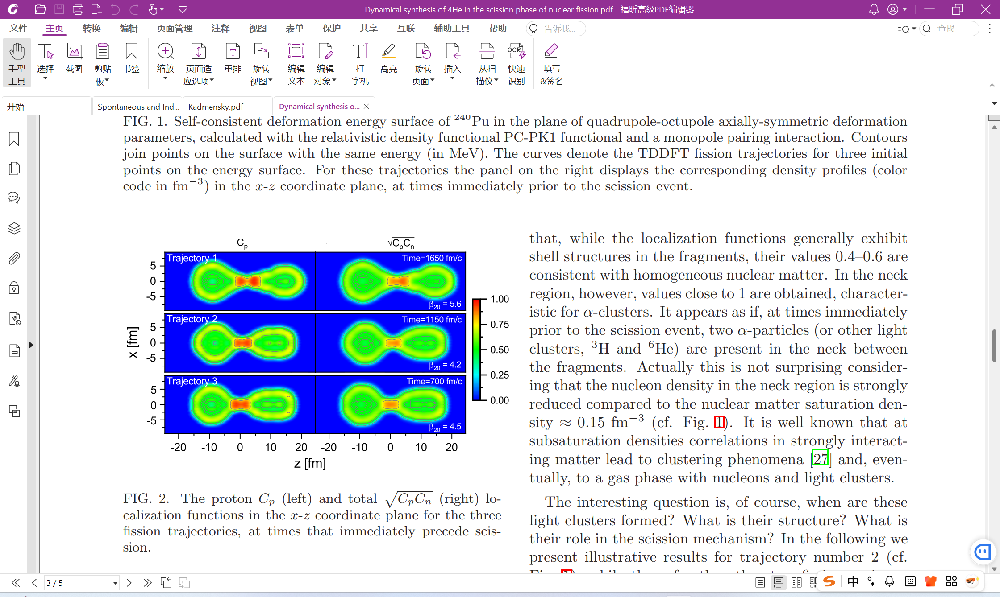 Dynamical synthesis of 4He in the scission phase of nuclear fission.pdf - 福昕高级PDF编辑器
文件 主页 转换 编辑 页面管理 注释 视图 表单 保护 共享 互联 辅助工具 帮助 告诉我... 查找
手型工具 选择 截图 剪贴板 书签 缩放 页面适应选项 重排 旋转视图 编辑文本 编辑对象 打字机 高亮 旋转页面 插入 从扫描仪 快速识别 填写&签名
开始 Spontaneous and Ind... Kadmensky.pdf Dynamical synthesis o...
FIG. 1. Self-consistent deformation energy surface of ²⁴⁰Pu in the plane of quadrupole-octupole axially-symmetric deformation
parameters, calculated with the relativistic density functional PC-PK1 functional and a monopole pairing interaction. Contours
join points on the surface with the same energy (in MeV). The curves denote the TDDFT fission trajectories for three initial
points on the energy surface. For these trajectories the panel on the right displays the corresponding density profiles (color
code in fm⁻³) in the x-z coordinate plane, at times immediately prior to the scission event.
Cp √CpCn
Trajectory 1 Time=1650 fm/c
β20 = 5.6
Trajectory 2 Time=1150 fm/c
β20 = 4.2
Trajectory 3 Time=700 fm/c
β20 = 4.5
5
0
-5
5
0
-5
5
0
-5
x [fm]
-20 -10 0 10 20 -20 -10 0 10 20
z [fm]
1.00
0.75
0.50
0.25
0.00
FIG. 2. The proton Cp (left) and total √CpCn (right) lo-
calization functions in the x-z coordinate plane for the three
fission trajectories, at times that immediately precede scis-
sion.
that, while the localization functions generally exhibit
shell structures in the fragments, their values 0.4–0.6 are
consistent with homogeneous nuclear matter. In the neck
region, however, values close to 1 are obtained, character-
istic for α-clusters. It appears as if, at times immediately
prior to the scission event, two α-particles (or other light
clusters, ³H and ⁶He) are present in the neck between
the fragments. Actually this is not surprising consider-
ing that the nucleon density in the neck region is strongly
reduced compared to the nuclear matter saturation den-
sity ≈ 0.15 fm⁻³ (cf. Fig. 1). It is well known that at
subsaturation densities correlations in strongly interact-
ing matter lead to clustering phenomena [27] and, even-
tually, to a gas phase with nucleons and light clusters.
The interesting question is, of course, when are these
light clusters formed? What is their structure? What is
their role in the scission mechanism? In the following we
present illustrative results for trajectory number 2 (cf.
3 / 5
中